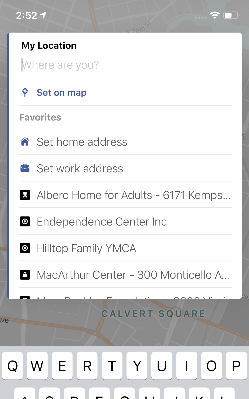 2:52
My Location
Where are you?
Set on map
Favorites
Set home address
Set work address
Albero Home for Adults - 6171 Kemps...
Endependence Center Inc
Hilltop Family YMCA
MacArthur Center - 300 Monticello A...
CALVERT SQUARE
Q W E R T Y U I O P